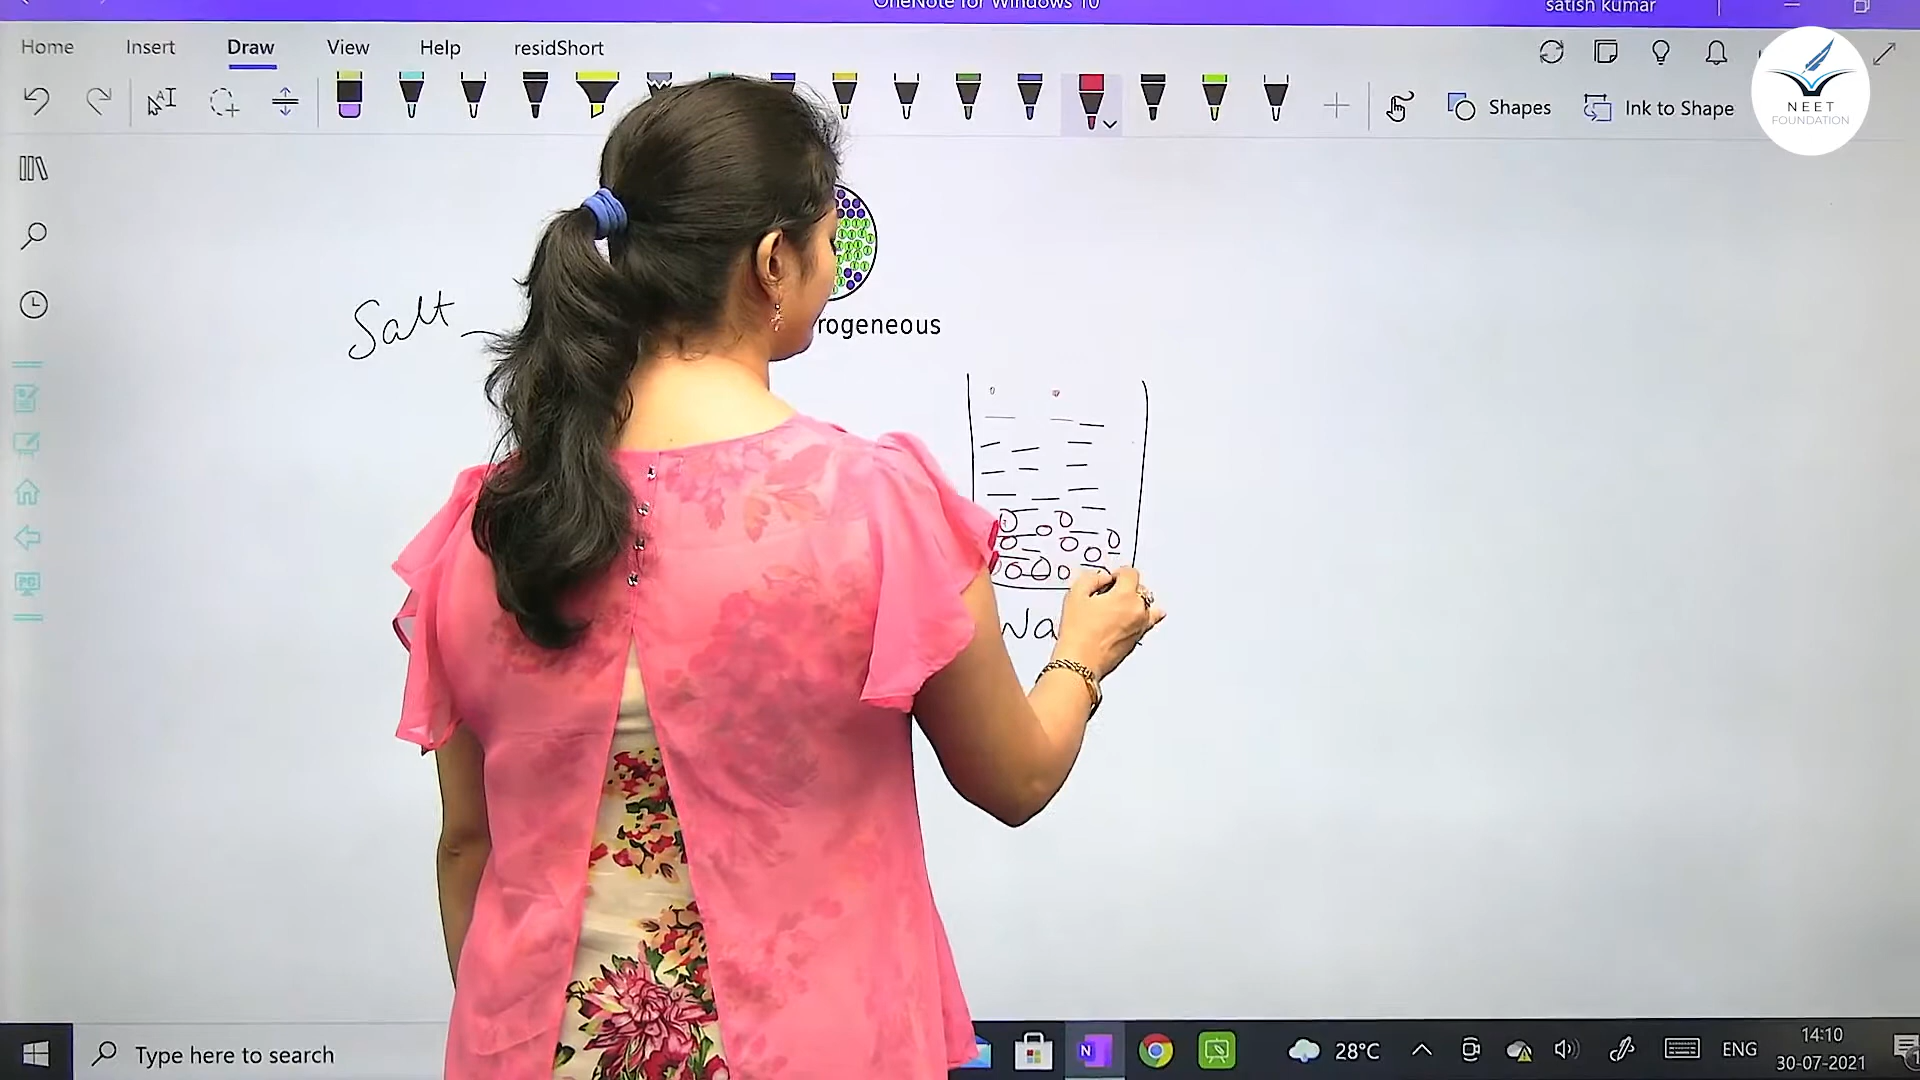 OneNote for Windows 10
satish kumar
Home Insert Draw View Help residShort
Shapes
Ink to Shape
NEET
FOUNDATION
Salt
rogeneous
Wa
Type here to search
28°C
ENG
14:10
30-07-2021